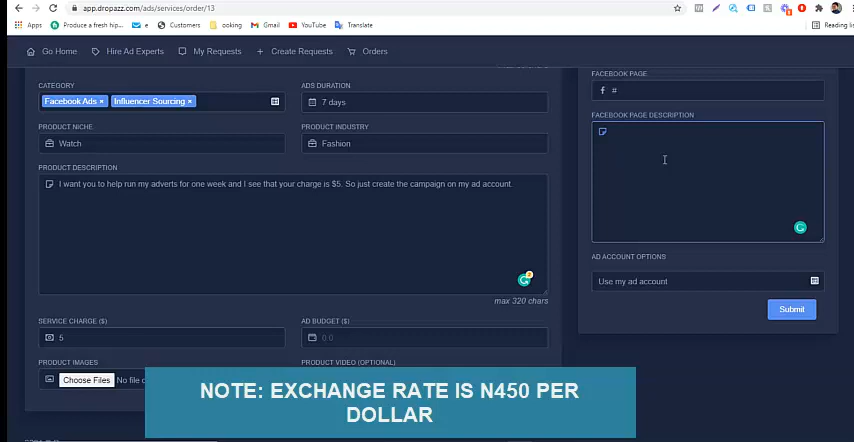 app.dropazz.com/ads/services/order/13
Apps
Produce a fresh hip...
e
Customers
ooking
Gmail
YouTube
Translate
Reading lis
Go Home
Hire Ad Experts
My Requests
Create Requests
Orders
CATEGORY
Facebook Ads ×
Influencer Sourcing ×
ADS DURATION
7 days
PRODUCT NICHE
Watch
PRODUCT INDUSTRY
Fashion
PRODUCT DESCRIPTION
I want you to help run my adverts for one week and I see that your charge is $5. So just create the campaign on my ad account.
max 320 chars
SERVICE CHARGE ($)
5
AD BUDGET ($)
0.0
PRODUCT IMAGES
Choose Files No file c
PRODUCT VIDEO (OPTIONAL)
FACEBOOK PAGE
#
FACEBOOK PAGE DESCRIPTION
AD ACCOUNT OPTIONS
Use my ad account
Submit
NOTE: EXCHANGE RATE IS N450 PER
DOLLAR